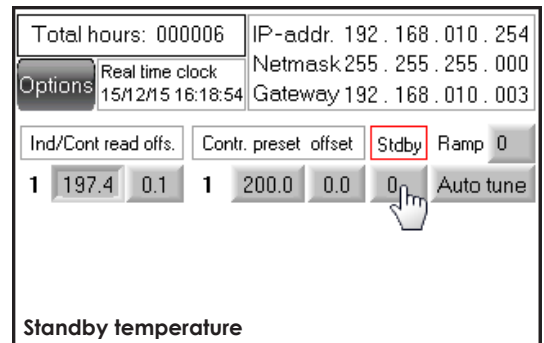 Total hours: 000006
IP-addr. 192 . 168 . 010 . 254
Options
Real time clock
15/12/15 16:18:54
Netmask 255 . 255 . 255 . 000
Gateway 192 . 168 . 010 . 003
Ind/Cont read offs. Contr. preset offset Stdby Ramp 0
1 197.4 0.1 1 200.0 0.0 0 Auto tune
Standby temperature